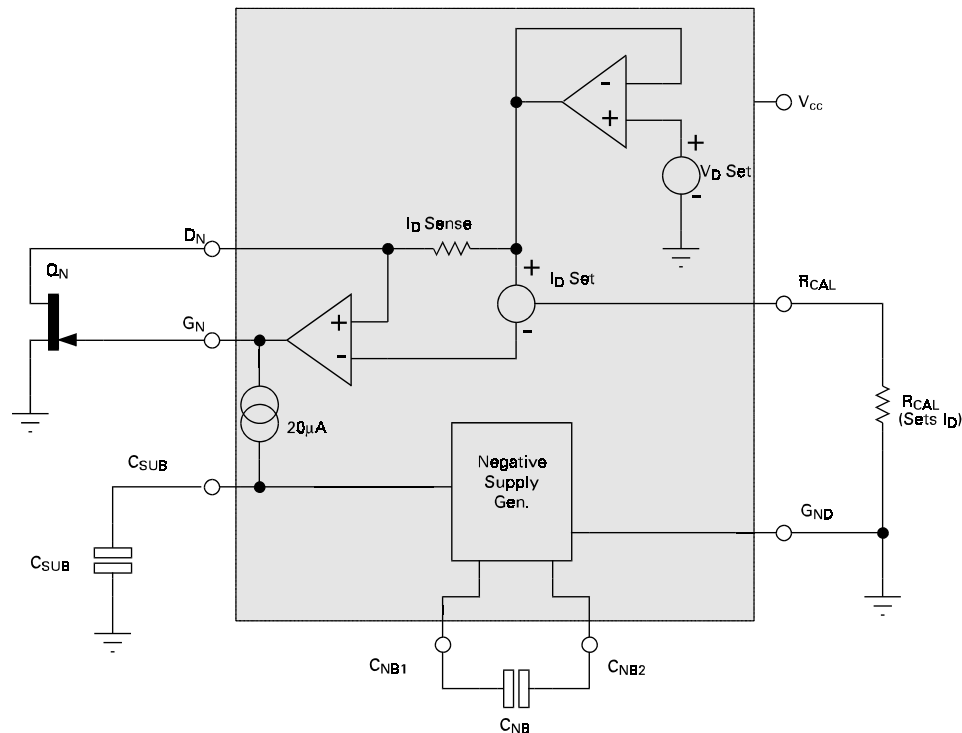 -
+
Vcc
+
VD Set
-
ID Sense
DN
QN
+
ID Set
-
RCAL
GN
+
-
RCAL
(Sets ID)
20µA
CSUB
Negative
Supply
Gen.
GND
CSUB
CNB1
CNB2
CNB